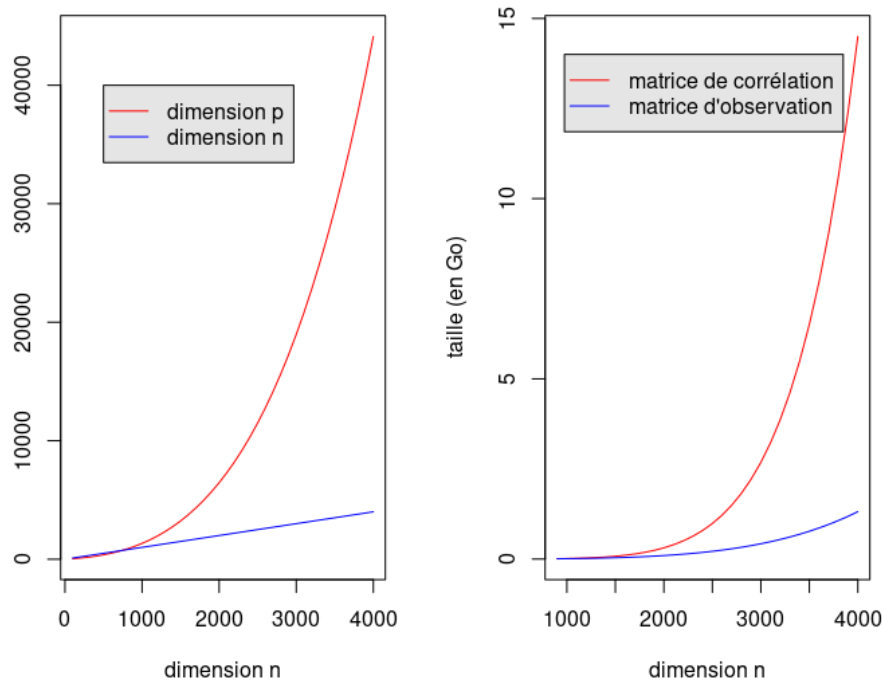 40000
30000
20000
10000
0
dimension p
dimension n
0
1000
2000
3000
4000
dimension n
taille (en Go)
15
10
5
0
matrice de corrélation
matrice d'observation
1000
2000
3000
4000
dimension n